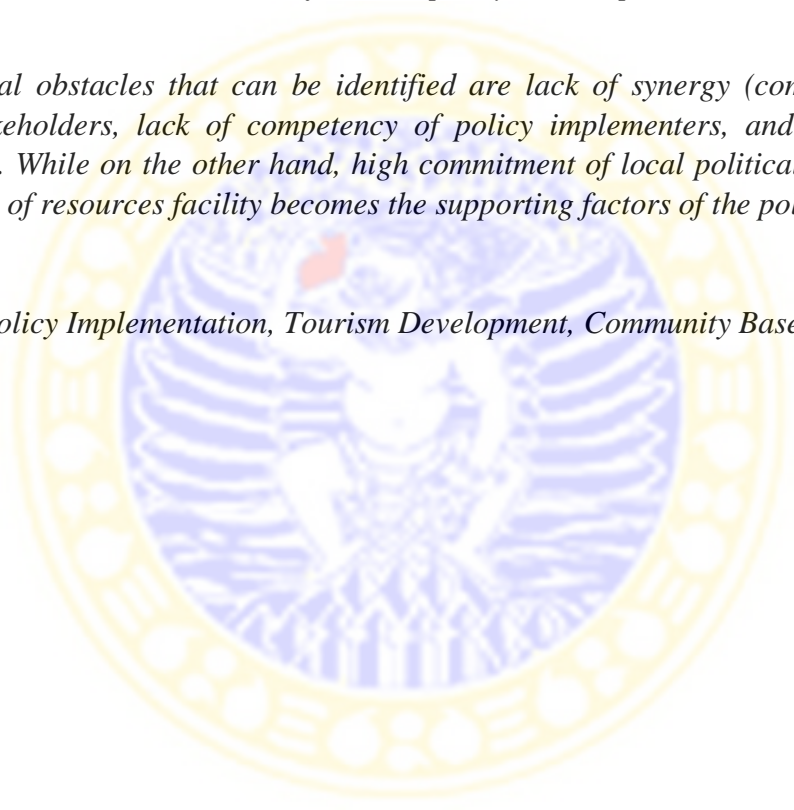 al obstacles that can be identified are lack of synergy (con
keholders, lack of competency of policy implementers, and
. While on the other hand, high commitment of local political
of resources facility becomes the supporting factors of the pol
olicy Implementation, Tourism Development, Community Base